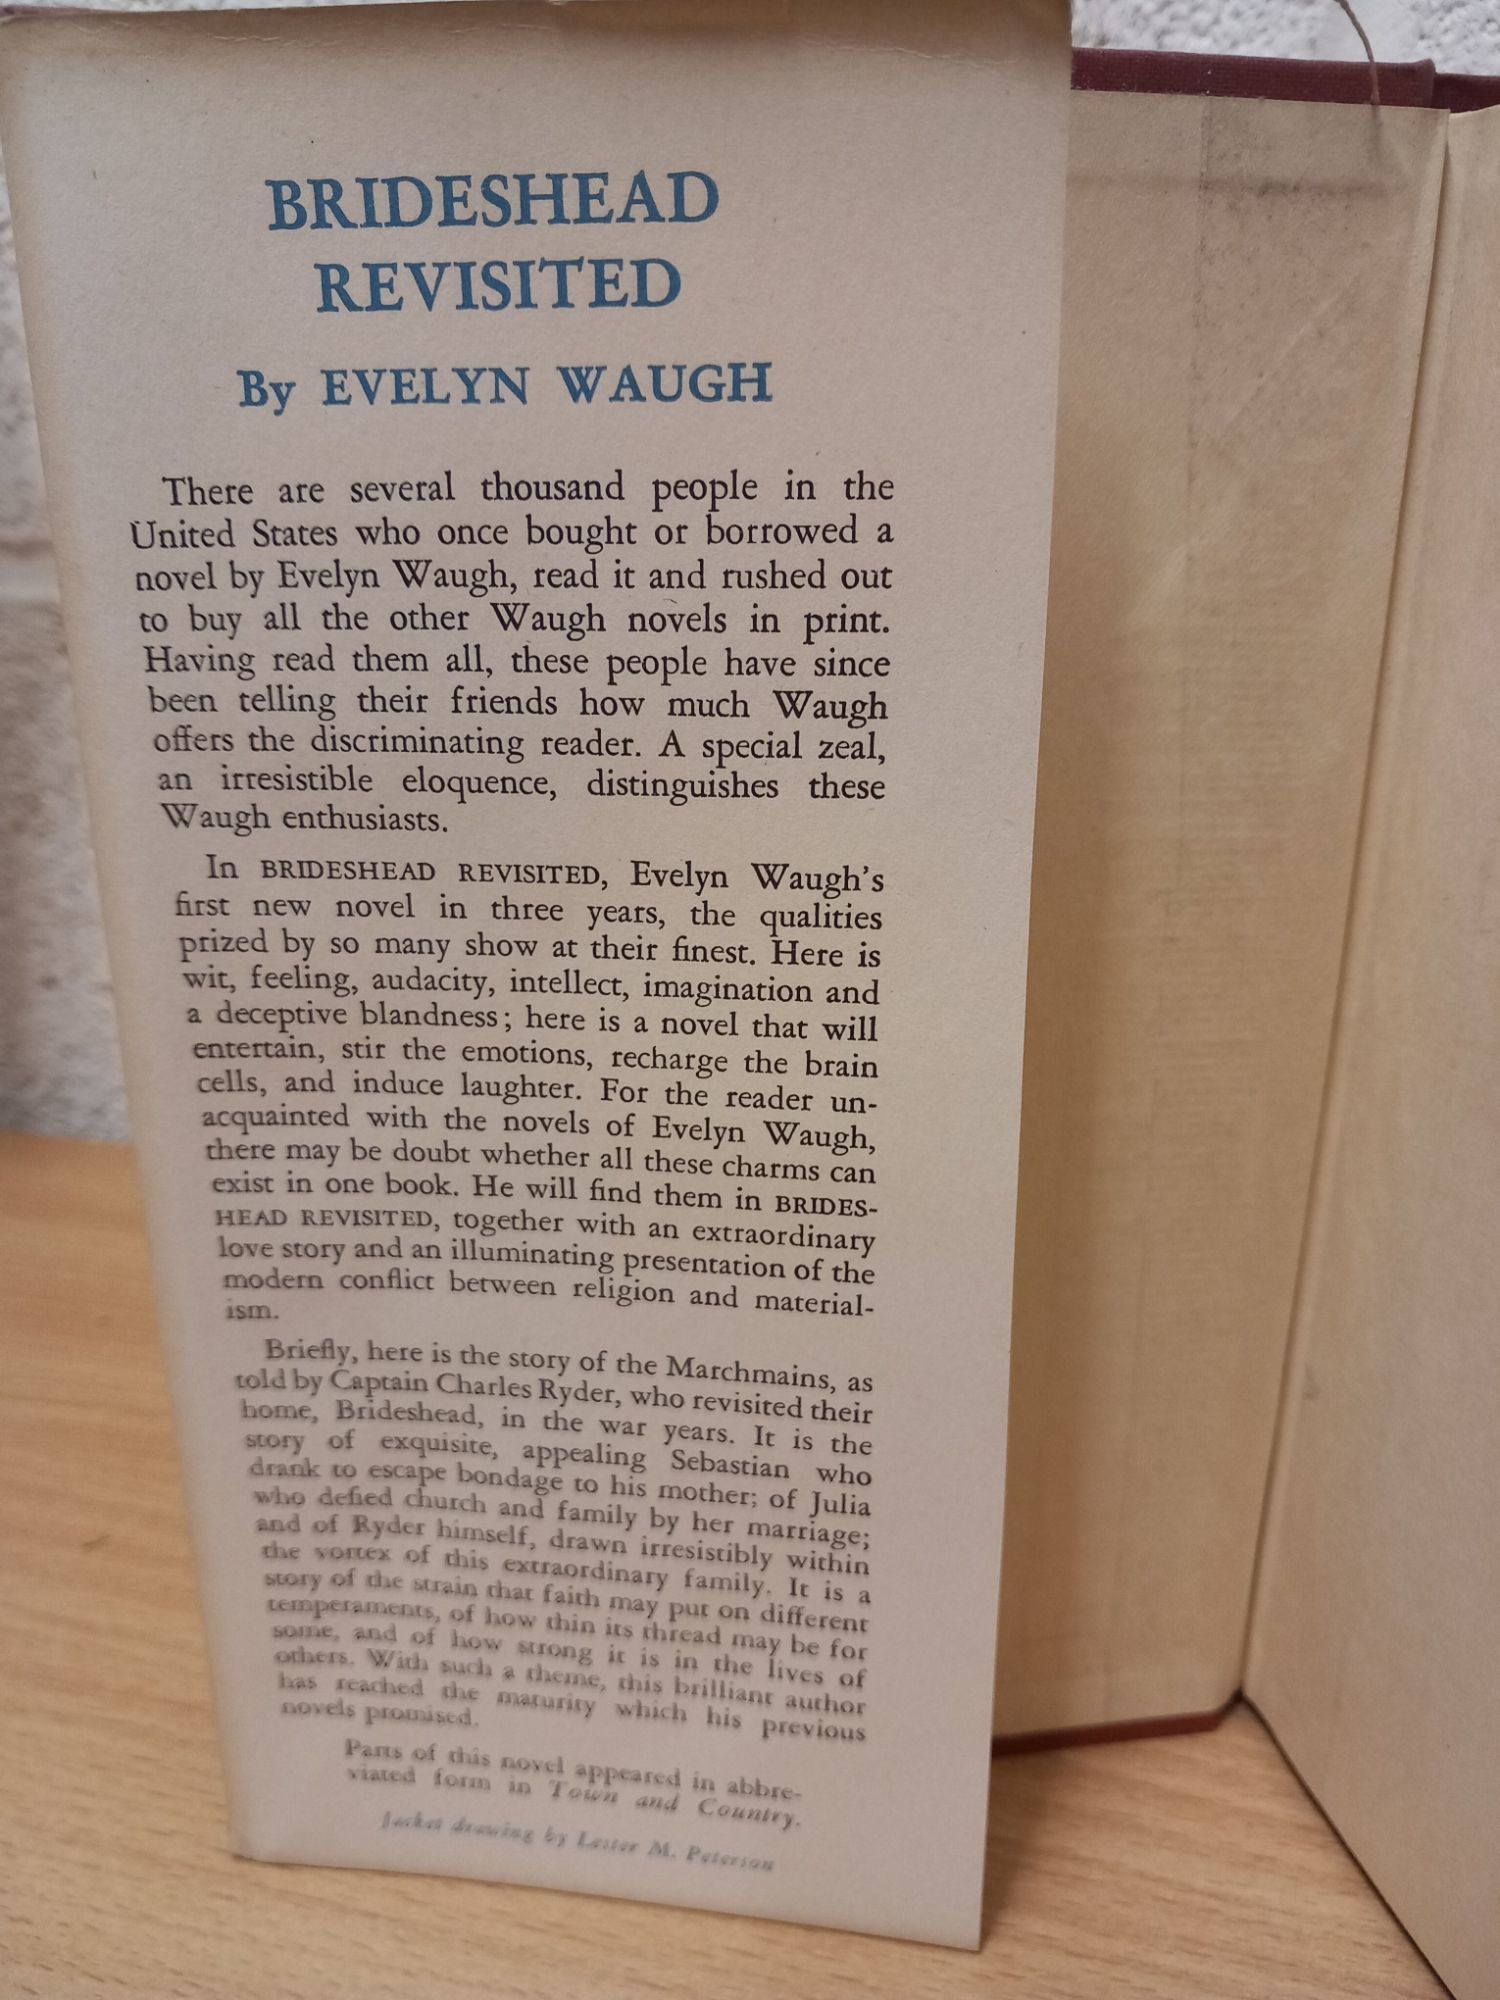 BRIDESHEAD
REVISITED
By EVELYN WAUGH
There are several thousand people in the
United States who once bought or borrowed a
novel by Evelyn Waugh, read it and rushed out
to buy all the other Waugh novels in print.
Having read them all, these people have since
been telling their friends how much Waugh
offers the discriminating reader. A special zeal,
an irresistible eloquence, distinguishes these
Waugh enthusiasts.
In BRIDESHEAD REVISITED, Evelyn Waugh's
first new novel in three years, the qualities
prized by so many show at their finest. Here is
wit, feeling, audacity, intellect, imagination and
a deceptive blandness; here is a novel that will
entertain, stir the emotions, recharge the brain
cells, and induce laughter. For the reader un-
acquainted with the novels of Evelyn Waugh,
there may be doubt whether all these charms can
exist in one book. He will find them in BRIDES-
HEAD REVISITED, together with an extraordinary
love story and an illuminating presentation of the
modern conflict between religion and material-
ism.
Briefly, here is the story of the Marchmains, as
told by Captain Charles Ryder, who revisited their
home, Brideshead, in the war years. It is the
story of exquisite, appealing Sebastian who
drank to escape bondage to his mother; of Julia
who defied church and family by her marriage;
and of Ryder himself, drawn irresistibly within
the vortex of this extraordinary family. It is a
story of the strain that faith may put on different
temperaments, of how thin its thread may be for
some, and of how strong it is in the lives of
others. With such a theme, this brilliant author
has reached the maturity which his previous
novels promised.
Parts of this novel appeared in abbre-
viated form in Town and Country.
Jacket drawing by Lester M. Peterson